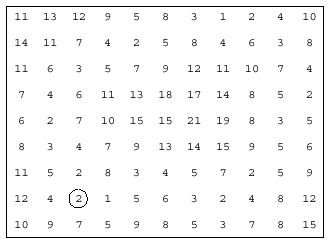 11 13 12 9 5 8 3 1 2 4 10
14 11 7 4 2 5 8 4 6 3 8
11 6 3 5 7 9 12 11 10 7 4
7 4 6 11 13 18 17 14 8 5 2
6 2 7 10 15 15 21 19 8 3 5
8 3 4 7 9 13 14 15 9 5 6
11 5 2 8 3 4 5 7 2 5 9
12 4 2 1 5 6 3 2 4 8 12
10 9 7 5 9 8 5 3 7 8 15